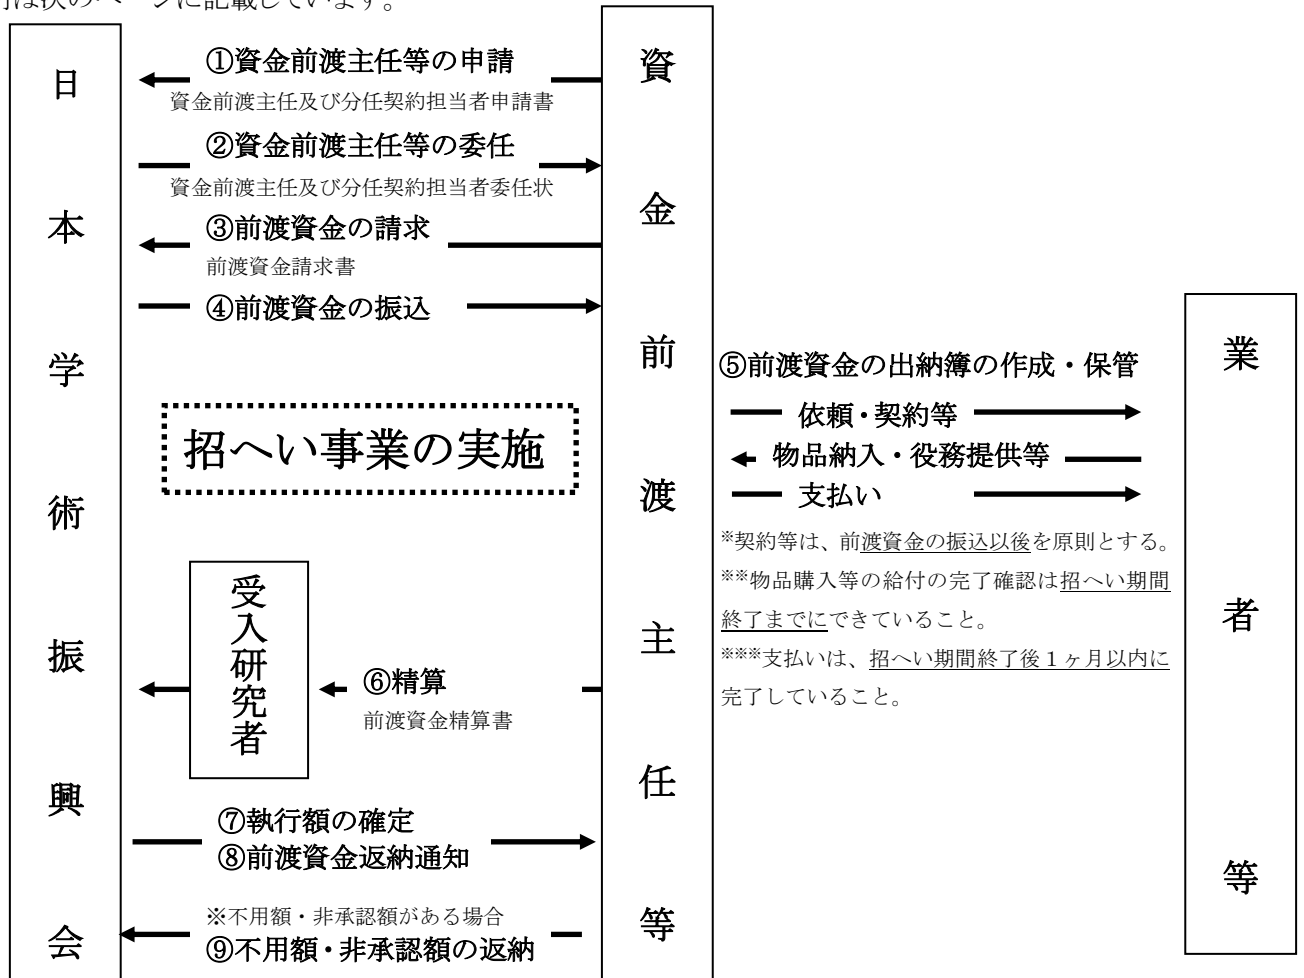 は次のページに記載しています。
日本学術振興会
資金前渡主任等
業者等
①資金前渡主任等の申請
資金前渡主任及び分任契約担当者申請書
②資金前渡主任等の委任
資金前渡主任及び分任契約担当者委任状
③前渡資金の請求
前渡資金請求書
④前渡資金の振込
招へい事業の実施
⑤前渡資金の出納簿の作成・保管
依頼・契約等
物品納入・役務提供等
支払い
※契約等は、前渡資金の振込以後を原則とする。
※※物品購入等の給付の完了確認は招へい期間
終了までにできていること。
※※※支払いは、招へい期間終了後１ヶ月以内に
完了していること。
受入研究者
⑥精算
前渡資金精算書
⑦執行額の確定
⑧前渡資金返納通知
※不用額・非承認額がある場合
⑨不用額・非承認額の返納